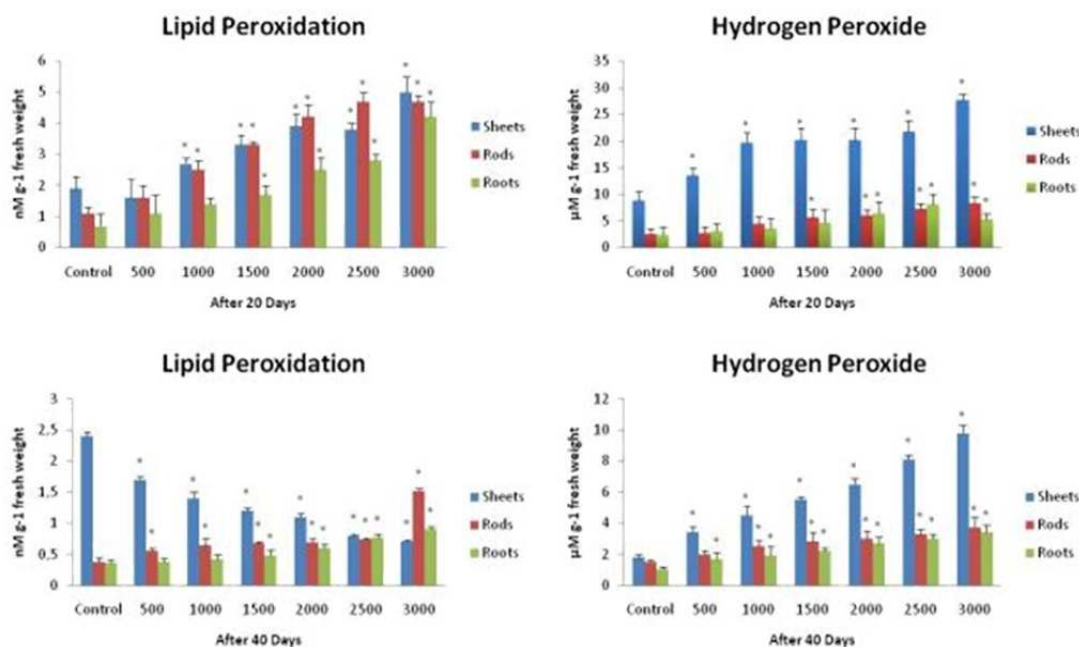 Lipid Peroxidation
nM g-1 fresh weight
6
5
4
3
2
1
0
Control 500 1000 1500 2000 2500 3000
After 20 Days
Sheets
Rods
Roots
Hydrogen Peroxide
µM g-1 fresh weight
35
30
25
20
15
10
5
0
Control 500 1000 1500 2000 2500 3000
After 20 Days
Sheets
Rods
Roots
Lipid Peroxidation
nM g-1 fresh weight
3
2.5
2
1.5
1
0.5
0
Control 500 1000 1500 2000 2500 3000
After 40 Days
Sheets
Rods
Roots
Hydrogen Peroxide
µM g-1 fresh weight
12
10
8
6
4
2
0
Control 500 1000 1500 2000 2500 3000
After 40 Days
Sheets
Rods
Roots